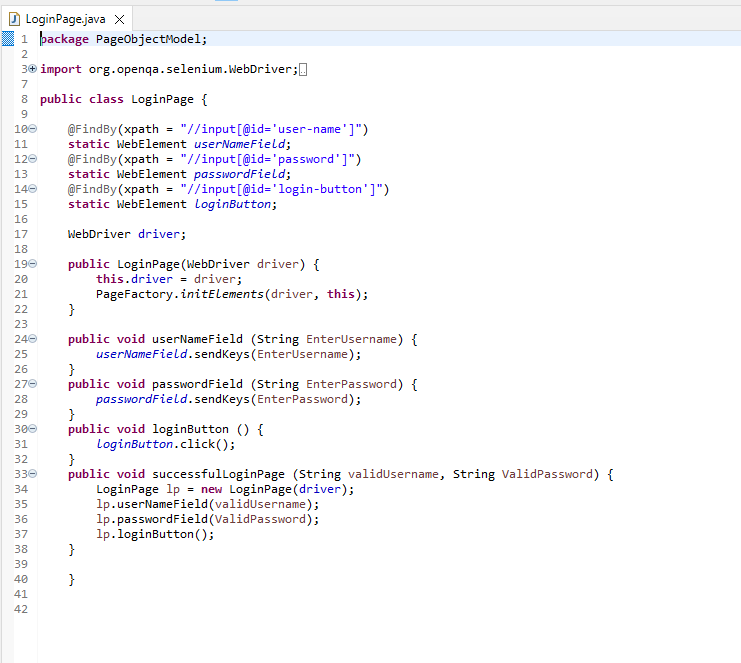 LoginPage.java
1 package PageObjectModel;
2
3 import org.openqa.selenium.WebDriver;
7
8 public class LoginPage {
9
10     @FindBy(xpath = "//input[@id='user-name']")
11     static WebElement userNameField;
12     @FindBy(xpath = "//input[@id='password']")
13     static WebElement passwordField;
14     @FindBy(xpath = "//input[@id='login-button']")
15     static WebElement loginButton;
16
17     WebDriver driver;
18
19     public LoginPage(WebDriver driver) {
20         this.driver = driver;
21         PageFactory.initElements(driver, this);
22     }
23
24     public void userNameField (String EnterUsername) {
25         userNameField.sendKeys(EnterUsername);
26     }
27     public void passwordField (String EnterPassword) {
28         passwordField.sendKeys(EnterPassword);
29     }
30     public void loginButton () {
31         loginButton.click();
32     }
33     public void successfulLoginPage (String validUsername, String ValidPassword) {
34         LoginPage lp = new LoginPage(driver);
35         lp.userNameField(validUsername);
36         lp.passwordField(ValidPassword);
37         lp.loginButton();
38     }
39
40     }
41
42